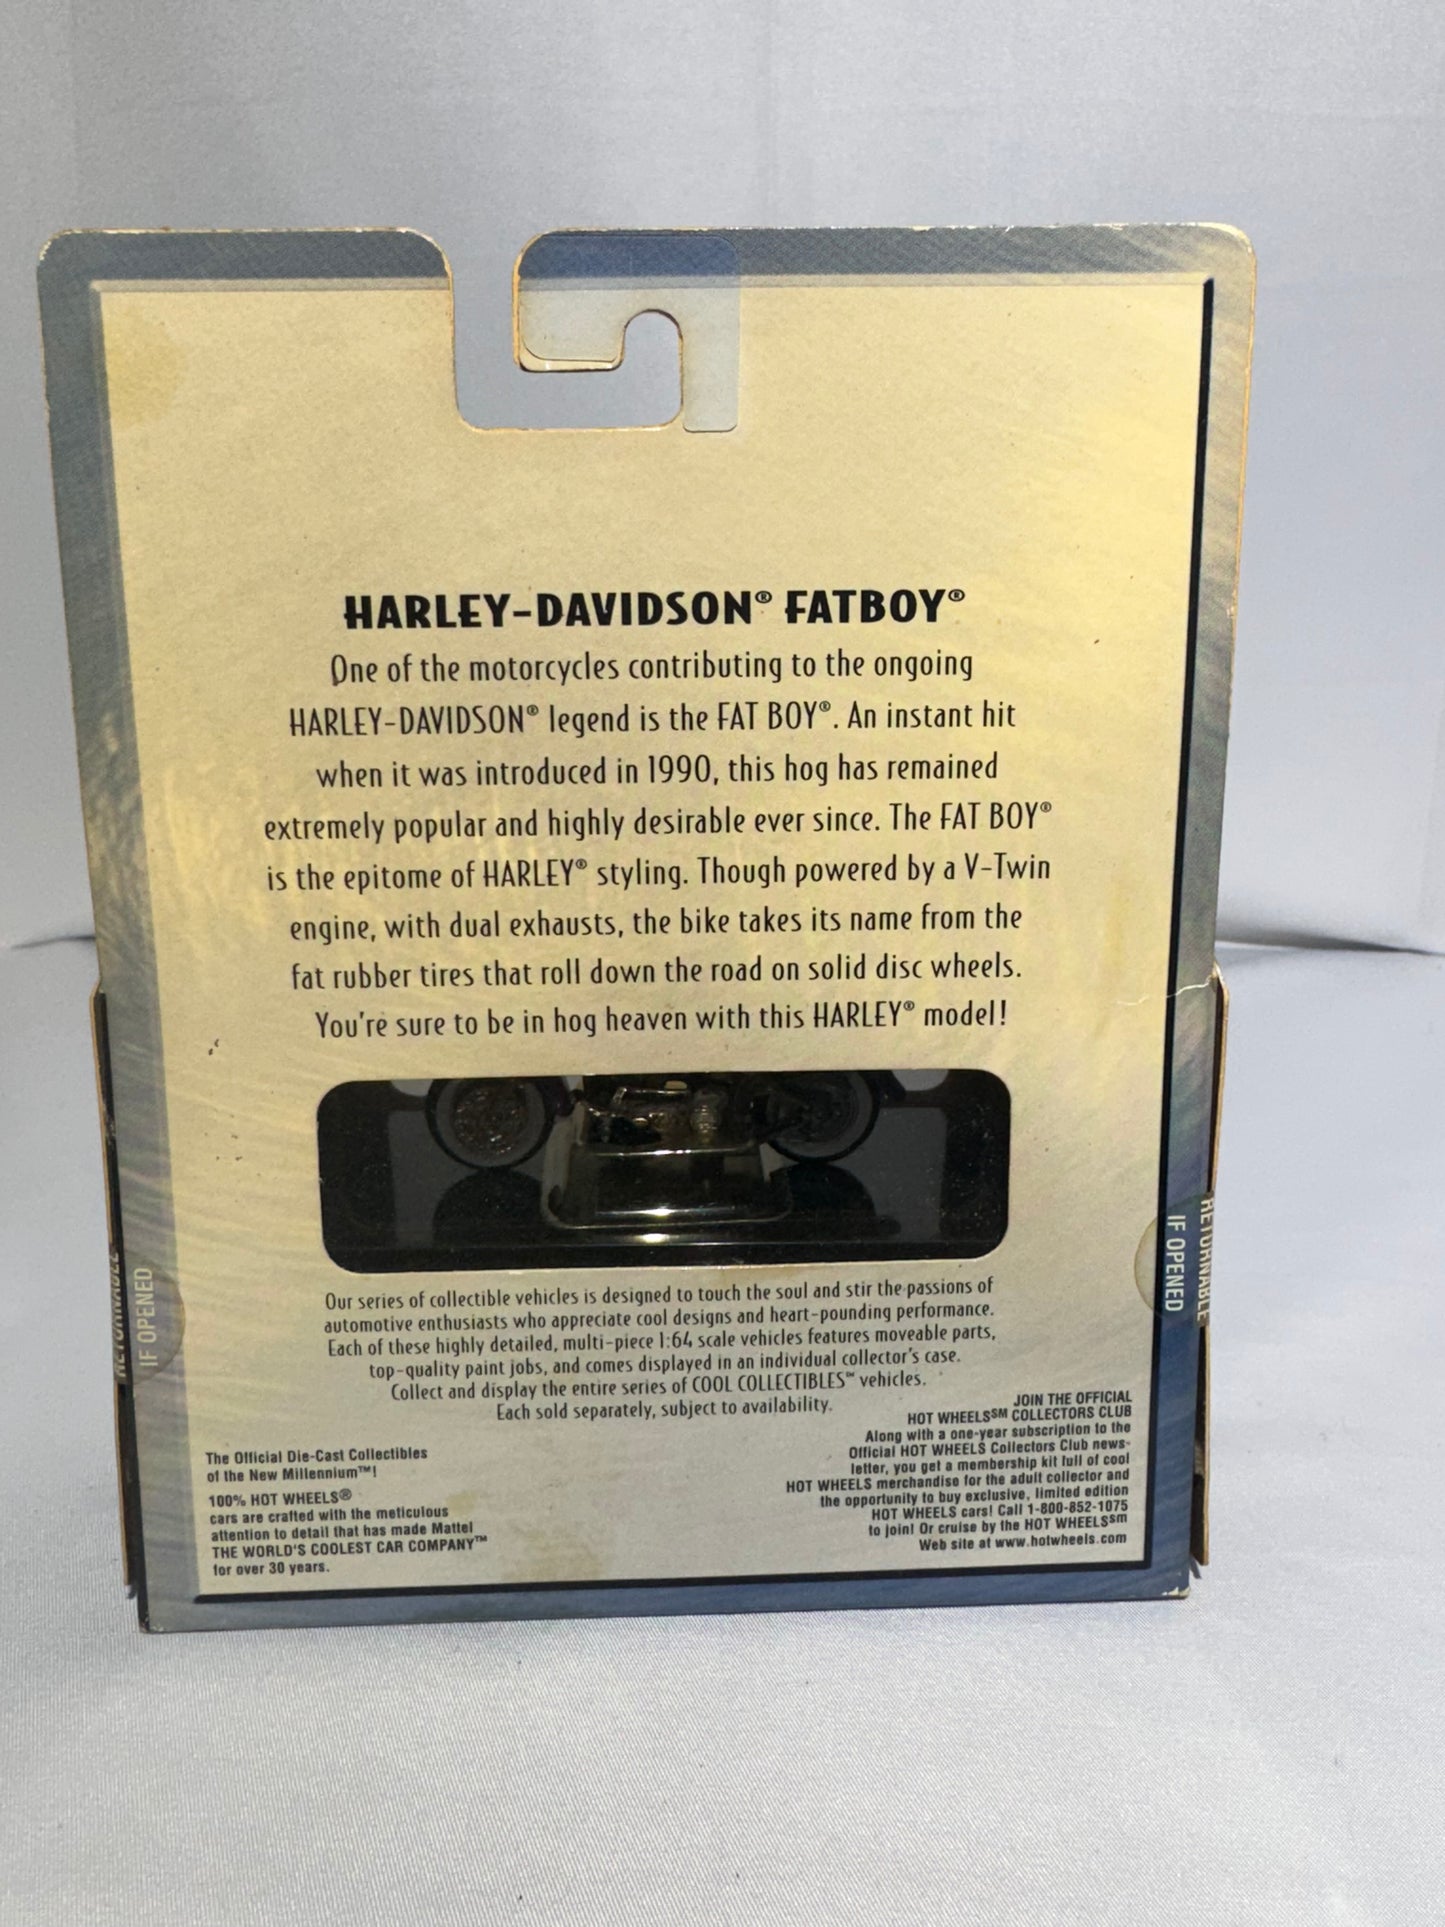 HARLEY-DAVIDSON® FATBOY®
One of the motorcycles contributing to the ongoing
HARLEY-DAVIDSON® legend is the FAT BOY®. An instant hit
when it was introduced in 1990, this hog has remained
extremely popular and highly desirable ever since. The FAT BOY®
is the epitome of HARLEY® styling. Though powered by a V-Twin
engine, with dual exhausts, the bike takes its name from the
fat rubber tires that roll down the road on solid disc wheels.
You're sure to be in hog heaven with this HARLEY® model!
RETURNABLE
IF OPENED
IF OPENED
RETURNABLE
Our series of collectible vehicles is designed to touch the soul and stir the passions of
automotive enthusiasts who appreciate cool designs and heart-pounding performance.
Each of these highly detailed, multi-piece 1:64 scale vehicles features moveable parts,
top-quality paint jobs, and comes displayed in an individual collector's case.
Collect and display the entire series of COOL COLLECTIBLES™ vehicles.
Each sold separately, subject to availability.
The Official Die-Cast Collectibles
of the New Millennium™!
100% HOT WHEELS®
cars are crafted with the meticulous
attention to detail that has made Mattel
THE WORLD'S COOLEST CAR COMPANY™
for over 30 years.
JOIN THE OFFICIAL
HOT WHEELS℠ COLLECTORS CLUB
Along with a one-year subscription to the
Official HOT WHEELS Collectors Club news-
letter, you get a membership kit full of cool
HOT WHEELS merchandise for the adult collector and
the opportunity to buy exclusive, limited edition
HOT WHEELS cars! Call 1-800-852-1075
to join! Or cruise by the HOT WHEELS℠
Web site at www.hotwheels.com